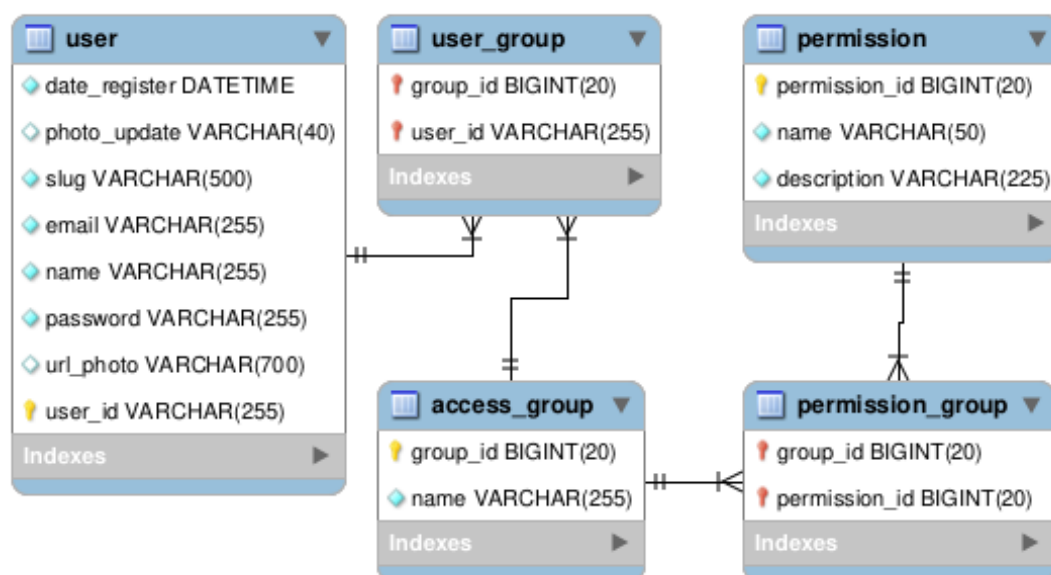 user
date_register DATETIME
photo_update VARCHAR(40)
slug VARCHAR(500)
email VARCHAR(255)
name VARCHAR(255)
password VARCHAR(255)
url_photo VARCHAR(700)
user_id VARCHAR(255)
Indexes
user_group
group_id BIGINT(20)
user_id VARCHAR(255)
Indexes
permission
permission_id BIGINT(20)
name VARCHAR(50)
description VARCHAR(225)
Indexes
access_group
group_id BIGINT(20)
name VARCHAR(255)
Indexes
permission_group
group_id BIGINT(20)
permission_id BIGINT(20)
Indexes